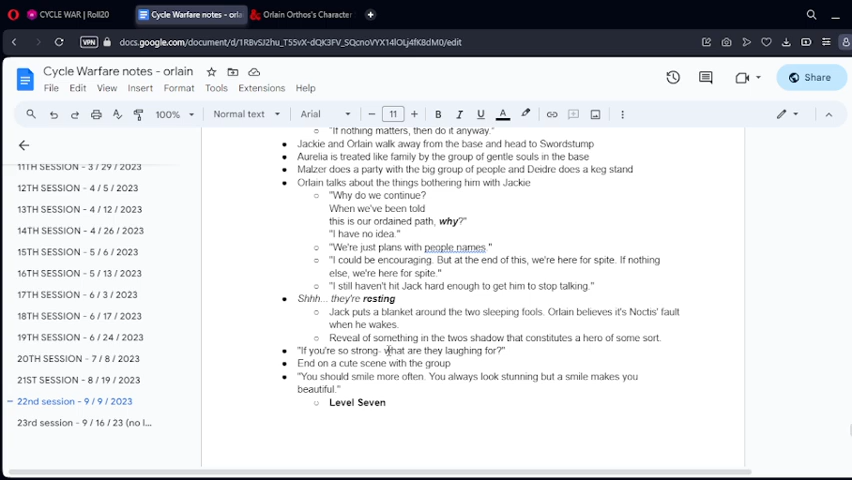 CYCLE WAR | Roll20
Cycle Warfare notes - orla
Orlain Orthos's Character
VPN
docs.google.com/document/d/1RBvSJ2hu_T55vX-dQK3FV_SQcnoVYX14lOLj4fK8dM0/edit
Cycle Warfare notes - orlain
File Edit View Insert Format Tools Extensions Help
Share
100%
Normal text
Arial
11
B I U A
11TH SESSION - 3 / 29 / 2023
12TH SESSION - 4 / 5 / 2023
13TH SESSION - 4 / 12 / 2023
14TH SESSION - 4 / 26 / 2023
15TH SESSION - 5 / 6 / 2023
16TH SESSION - 5 / 13 / 2023
17TH SESSION - 6 / 3 / 2023
18TH SESSION - 6 / 17 / 2023
19TH SESSION - 6 / 24 / 2023
20TH SESSION - 7 / 8 / 2023
21ST SESSION - 8 / 19 / 2023
22nd session - 9 / 9 / 2023
23rd session - 9 / 16 / 23 (no l...
"If nothing matters, then do it anyway."
Jackie and Orlain walk away from the base and head to Swordstump
Aurelia is treated like family by the group of gentle souls in the base
Malzer does a party with the big group of people and Deidre does a keg stand
Orlain talks about the things bothering him with Jackie
"Why do we continue?
When we've been told
this is our ordained path, why?"
"I have no idea."
"We're just plans with people names."
"I could be encouraging. But at the end of this, we're here for spite. If nothing
else, we're here for spite."
"I still haven't hit Jack hard enough to get him to stop talking."
Shhh... they're resting
Jack puts a blanket around the two sleeping fools. Orlain believes it's Noctis' fault
when he wakes.
Reveal of something in the twos shadow that constitutes a hero of some sort.
"If you're so strong- what are they laughing for?"
End on a cute scene with the group
"You should smile more often. You always look stunning but a smile makes you
beautiful."
Level Seven